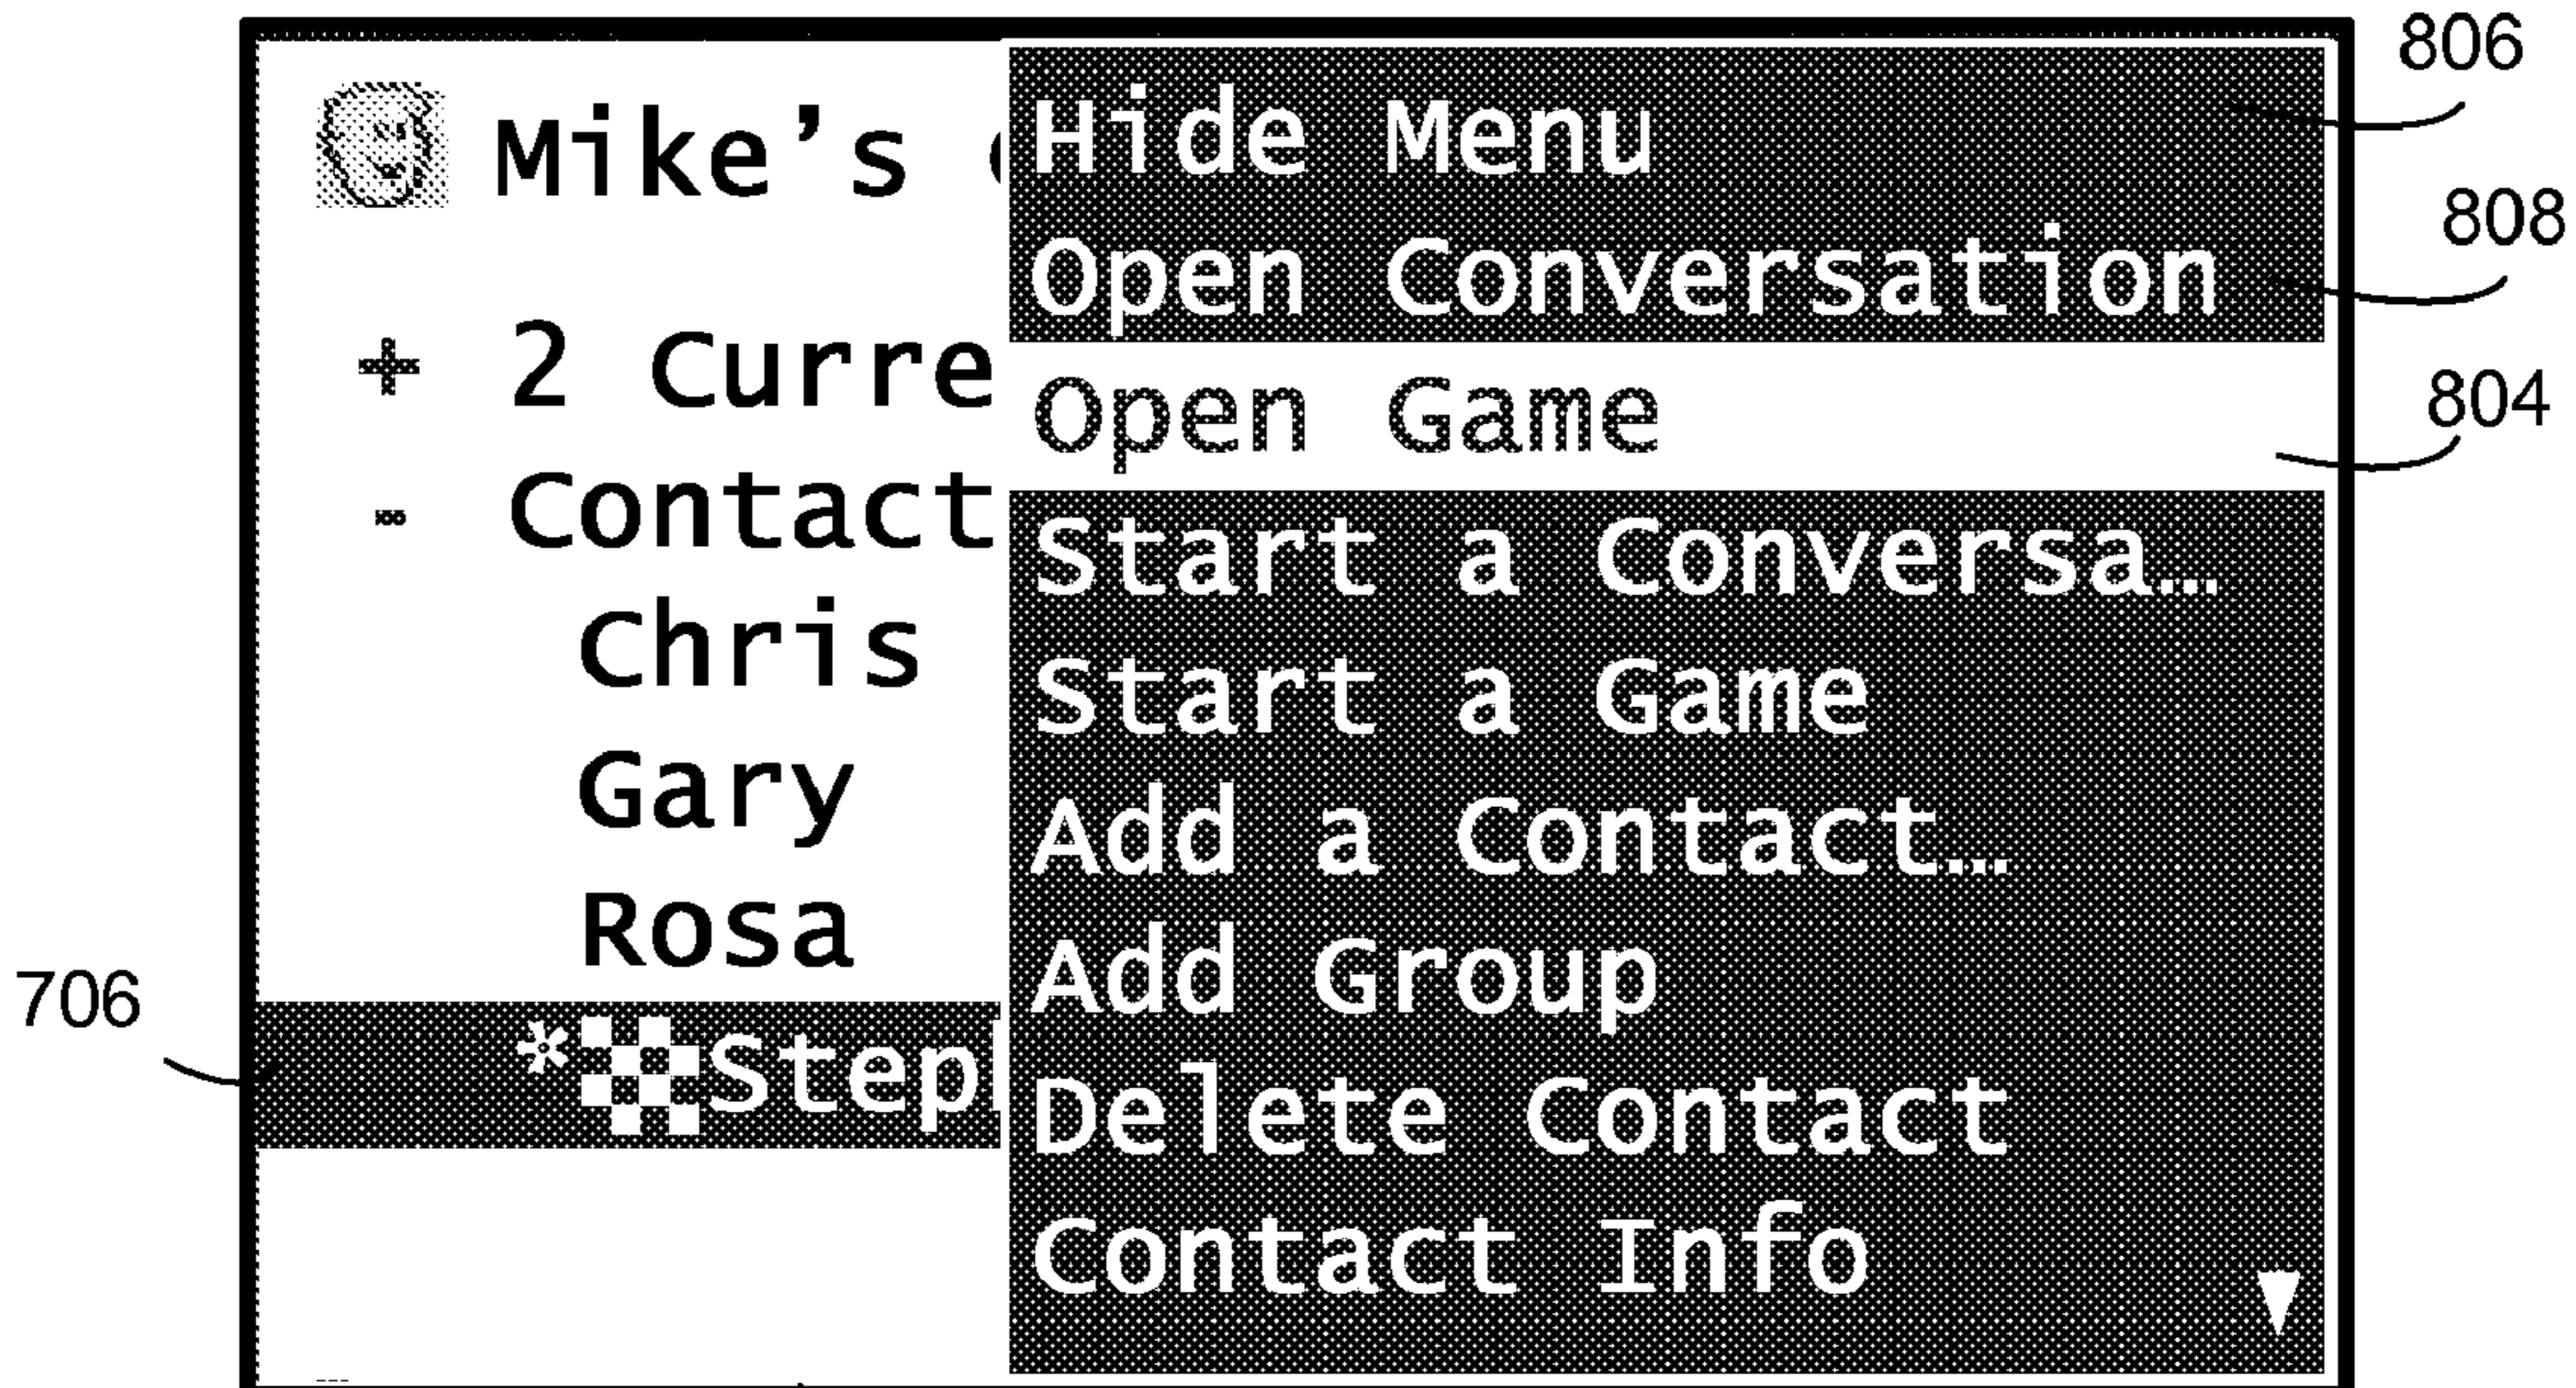 806
Mike's
Hide Menu
808
Open Conversation
+ 2 Curre
Open Game
804
- Contact
Start a Conversa…
Chris
Start a Game
Gary
Add a Contact…
Rosa
Add Group
706
*Step
Delete Contact
Contact Info